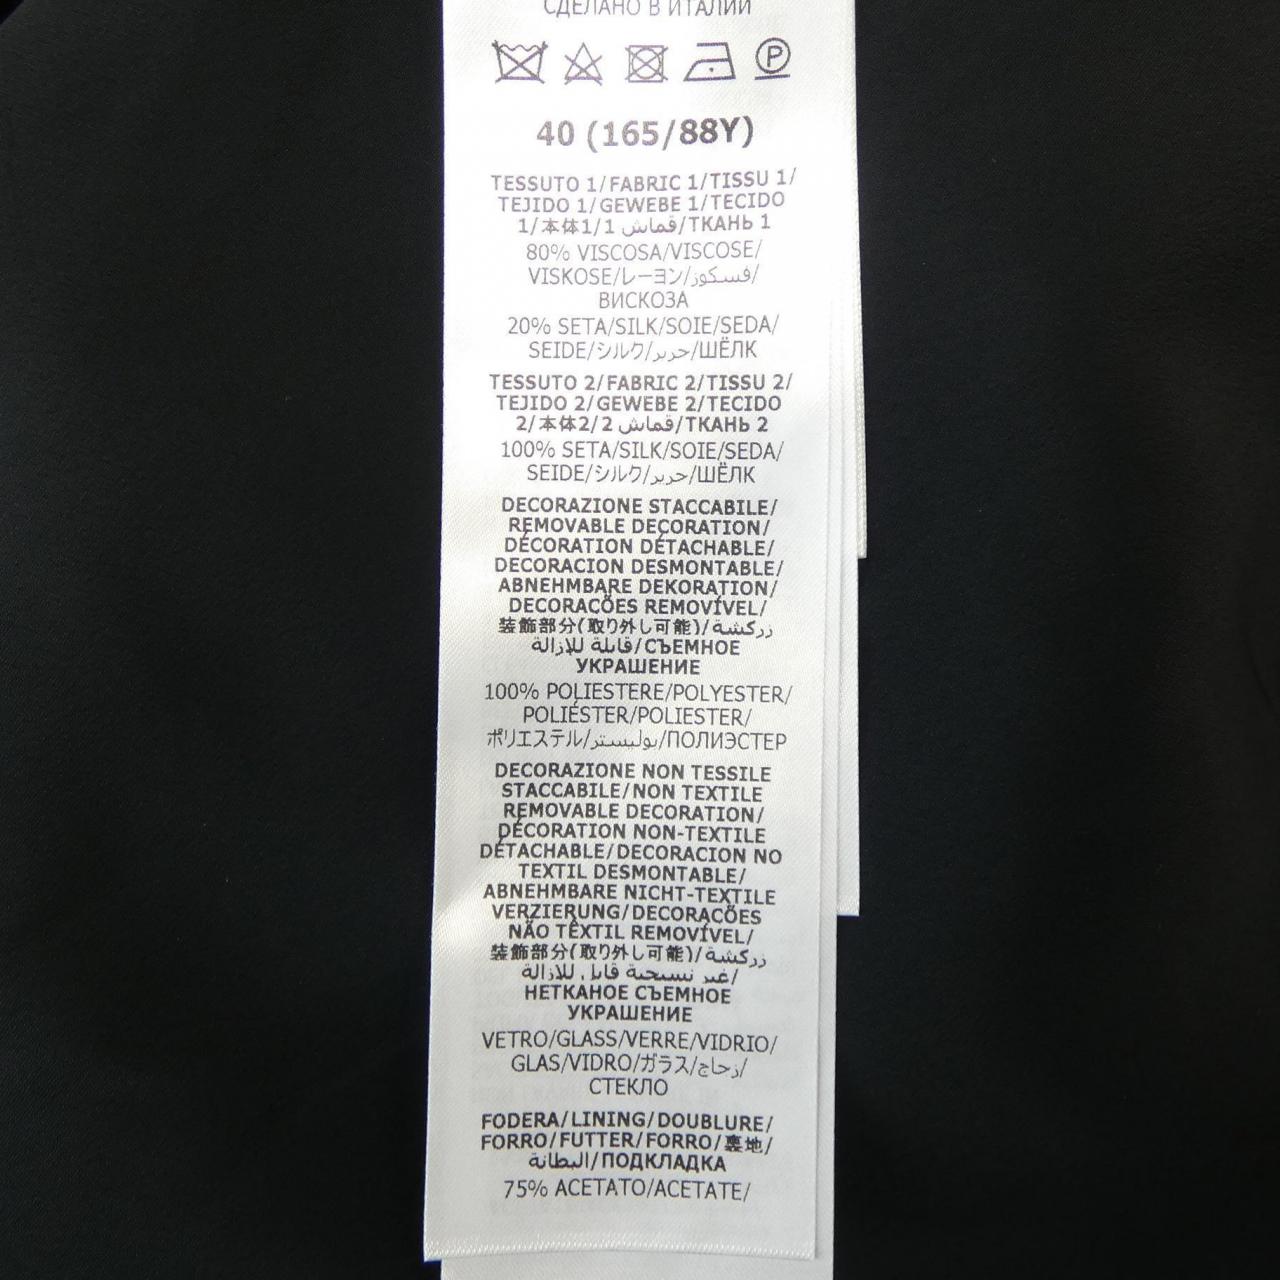 СДЕЛАНО В ИТАЛИИ
P
40 (165/88Y)
TESSUTO 1/FABRIC 1/TISSU 1/
TEJIDO 1/GEWEBE 1/TECIDO
1/本体1/1 قماش/ТКАНЬ 1
80% VISCOSA/VISCOSE/
VISKOSE/レーヨン/فسكوز/
ВИСКОЗА
20% SETA/SILK/SOIE/SEDA/
SEIDE/シルク/حرير/ШЁЛК
TESSUTO 2/FABRIC 2/TISSU 2/
TEJIDO 2/GEWEBE 2/TECIDO
2/本体2/2 قماش/ТКАНЬ 2
100% SETA/SILK/SOIE/SEDA/
SEIDE/シルク/حرير/ШЁЛК
DECORAZIONE STACCABILE/
REMOVABLE DECORATION/
DÉCORATION DÉTACHABLE/
DECORACION DESMONTABLE/
ABNEHMBARE DEKORATION/
DECORAÇÕES REMOVÍVEL/
装飾部分(取り外し可能)/زركشة
قابلة للإزالة/СЪЕМНОЕ
УКРАШЕНИЕ
100% POLIESTERE/POLYESTER/
POLIÉSTER/POLIESTER/
ポリエステル/بوليستر/ПОЛИЭСТЕР
DECORAZIONE NON TESSILE
STACCABILE/NON TEXTILE
REMOVABLE DECORATION/
DÉCORATION NON-TEXTILE
DÉTACHABLE/DECORACION NO
TEXTIL DESMONTABLE/
ABNEHMBARE NICHT-TEXTILE
VERZIERUNG/DECORAÇÕES
NÃO TÊXTIL REMOVÍVEL/
装飾部分(取り外し可能)/زركشة
غير نسيجية قابل للإزالة/
НЕТКАНОЕ СЪЕМНОЕ
УКРАШЕНИЕ
VETRO/GLASS/VERRE/VIDRIO/
GLAS/VIDRO/ガラス/زجاج/
СТЕКЛО
FODERA/LINING/DOUBLURE/
FORRO/FUTTER/FORRO/裏地/
البطانة/ПОДКЛАДКА
75% ACETATO/ACETATE/